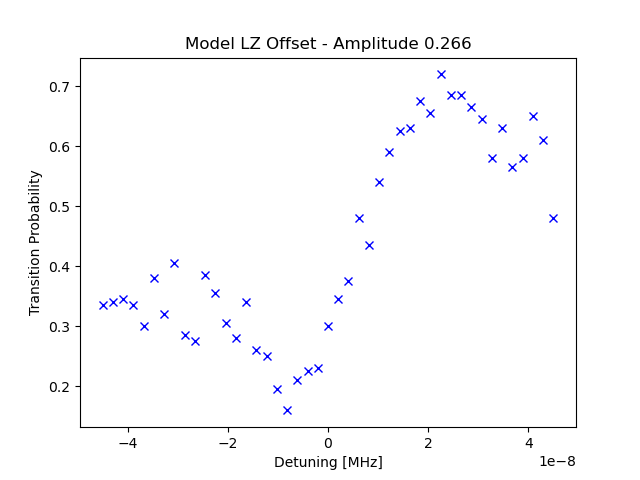 Model LZ Offset - Amplitude 0.266
Transition Probability
0.7
0.6
0.5
0.4
0.3
0.2
−4
−2
0
2
4
1e−8
Detuning [MHz]